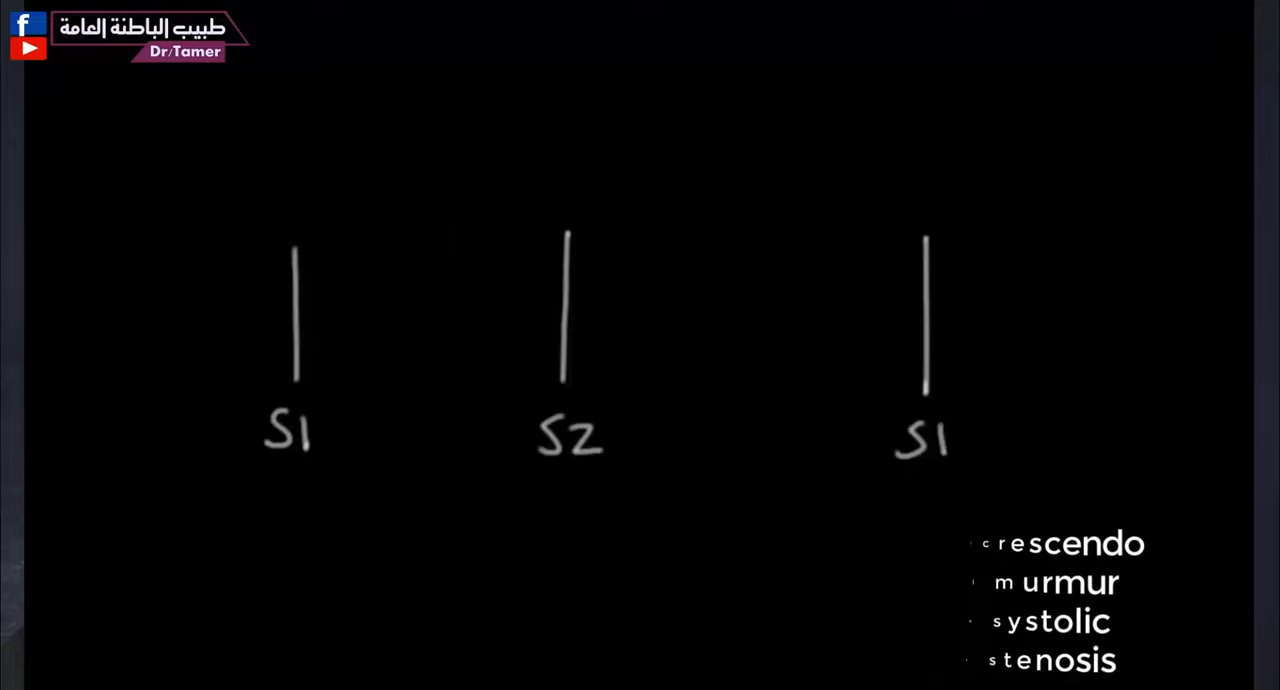 f طبيب الباطنة العامة
Dr/Tamer
S1 S2 S1
crescendo
murmur
systolic
stenosis